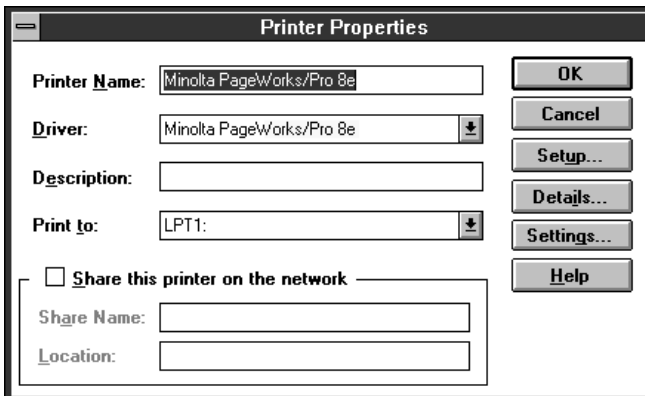 Printer Properties
Printer Name: Minolta PageWorks/Pro 8e
Driver: Minolta PageWorks/Pro 8e
Description:
Print to: LPT1:
Share this printer on the network
Share Name:
Location:
OK
Cancel
Setup...
Details...
Settings...
Help